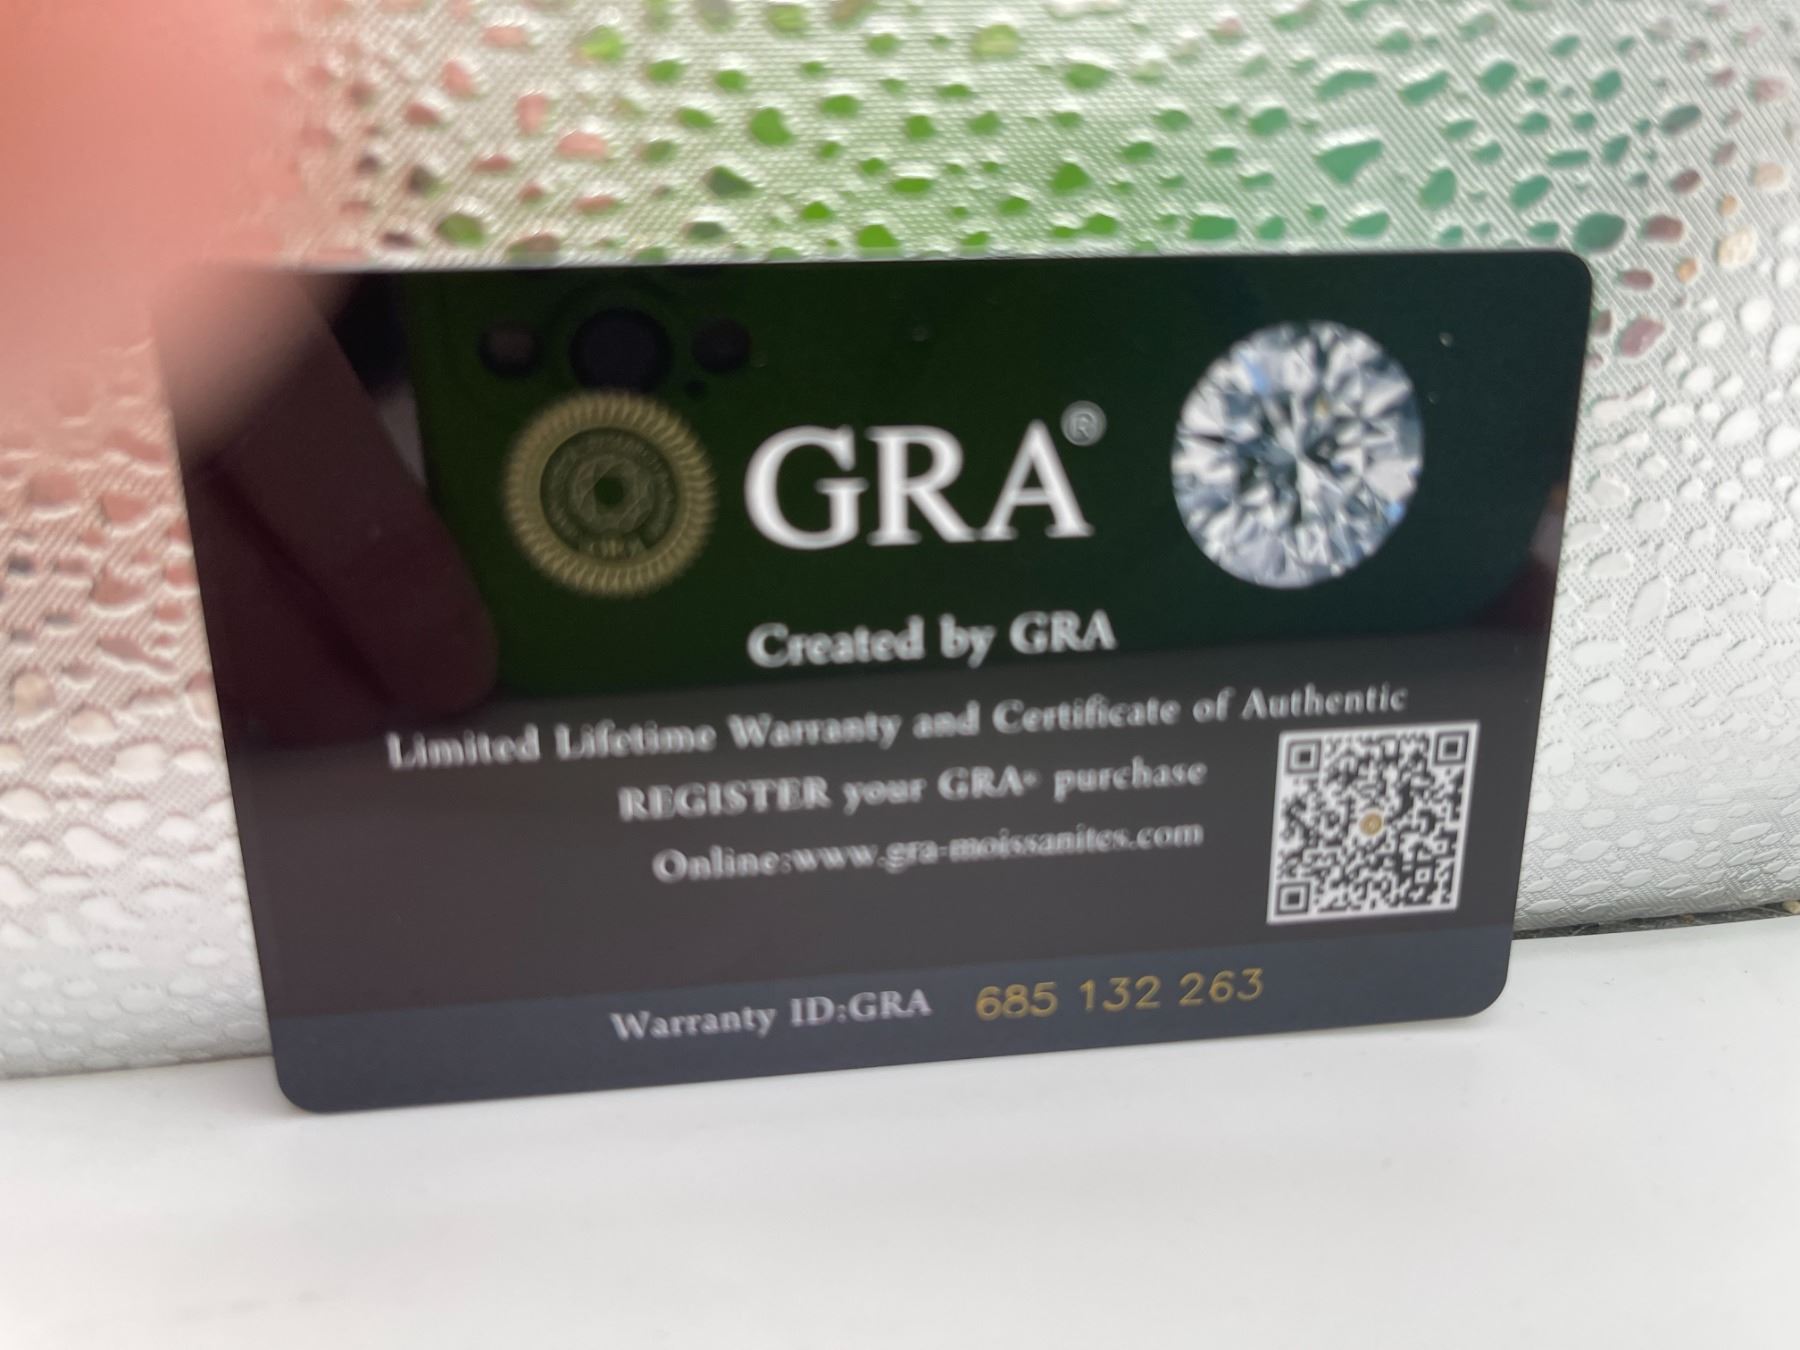 GRA®
Created by GRA
Limited Lifetime Warranty and Certificate of Authentic
REGISTER your GRA® purchase
Online:www.gra-moissanites.com
Warranty ID:GRA 685 132 263